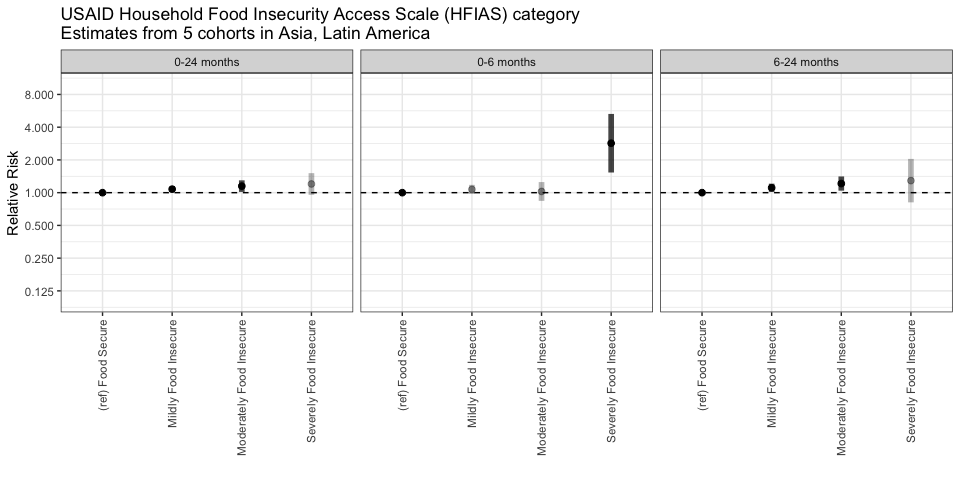 USAID Household Food Insecurity Access Scale (HFIAS) category
Estimates from 5 cohorts in Asia, Latin America
0-24 months
0-6 months
6-24 months
Relative Risk
8.000
4.000
2.000
1.000
0.500
0.250
0.125
(ref) Food Secure
Mildly Food Insecure
Moderately Food Insecure
Severely Food Insecure
(ref) Food Secure
Mildly Food Insecure
Moderately Food Insecure
Severely Food Insecure
(ref) Food Secure
Mildly Food Insecure
Moderately Food Insecure
Severely Food Insecure